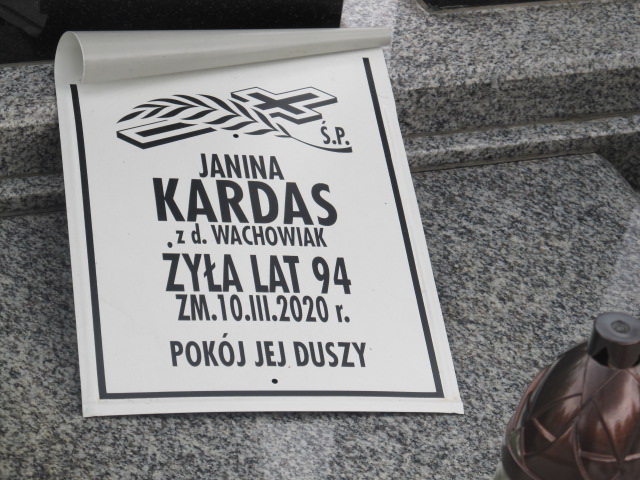 Ś.P.
JANINA
KARDAS
z d. WACHOWIAK
ŻYŁA LAT 94
ZM.10.III.2020 r.
POKÓJ JEJ DUSZY